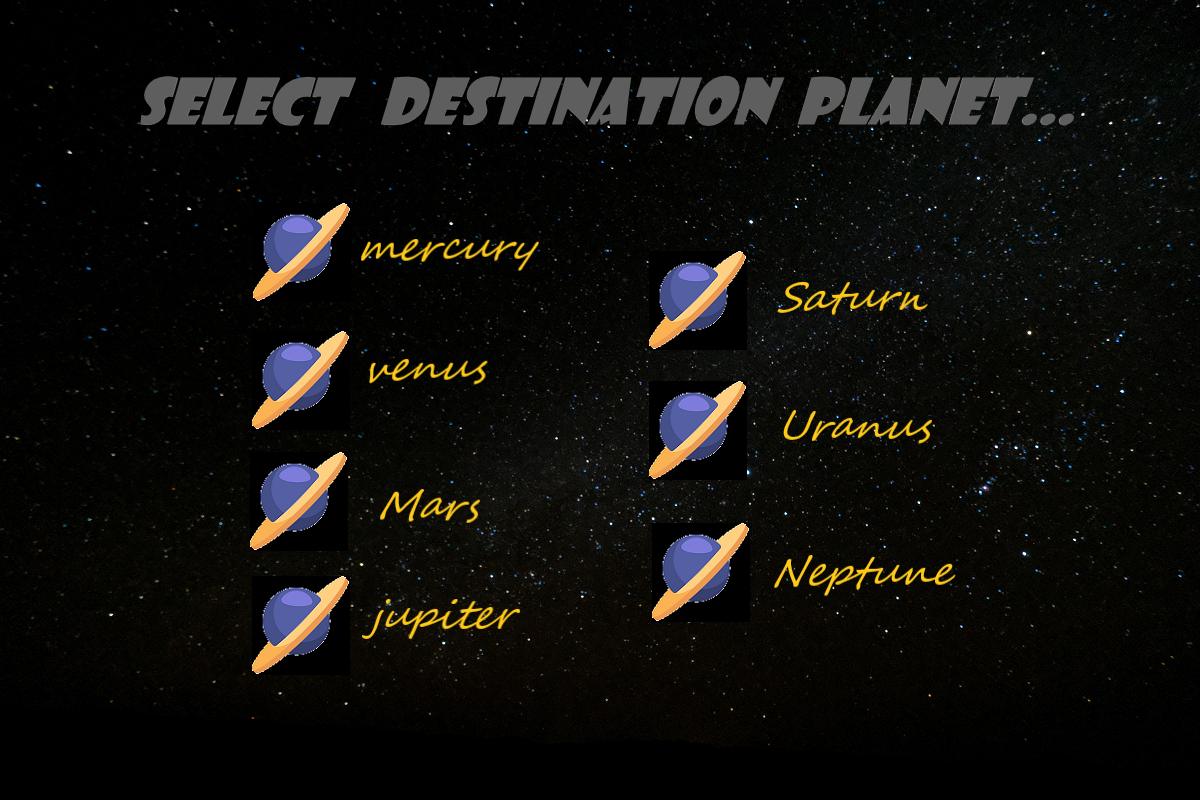 SELECT DESTINATION PLANET...
mercury
venus
Mars
jupiter
Saturn
Uranus
Neptune